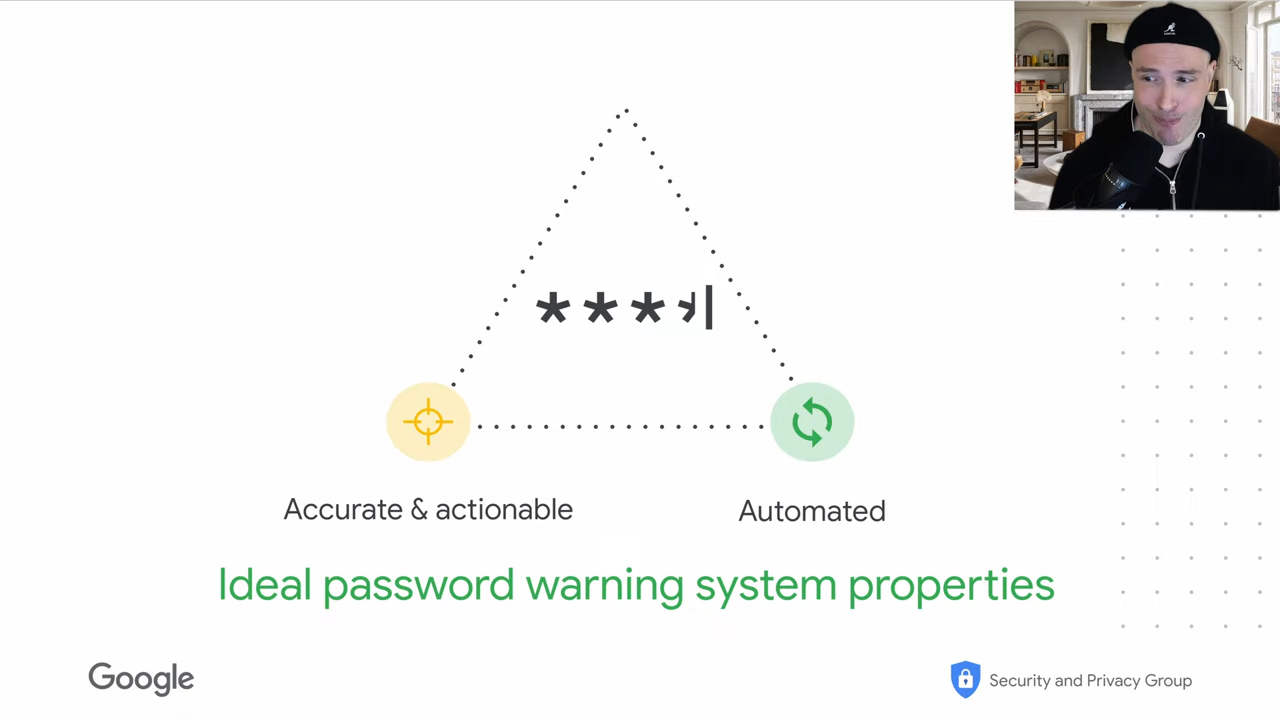 ****
Accurate & actionable
Automated
Ideal password warning system properties
Google
Security and Privacy Group